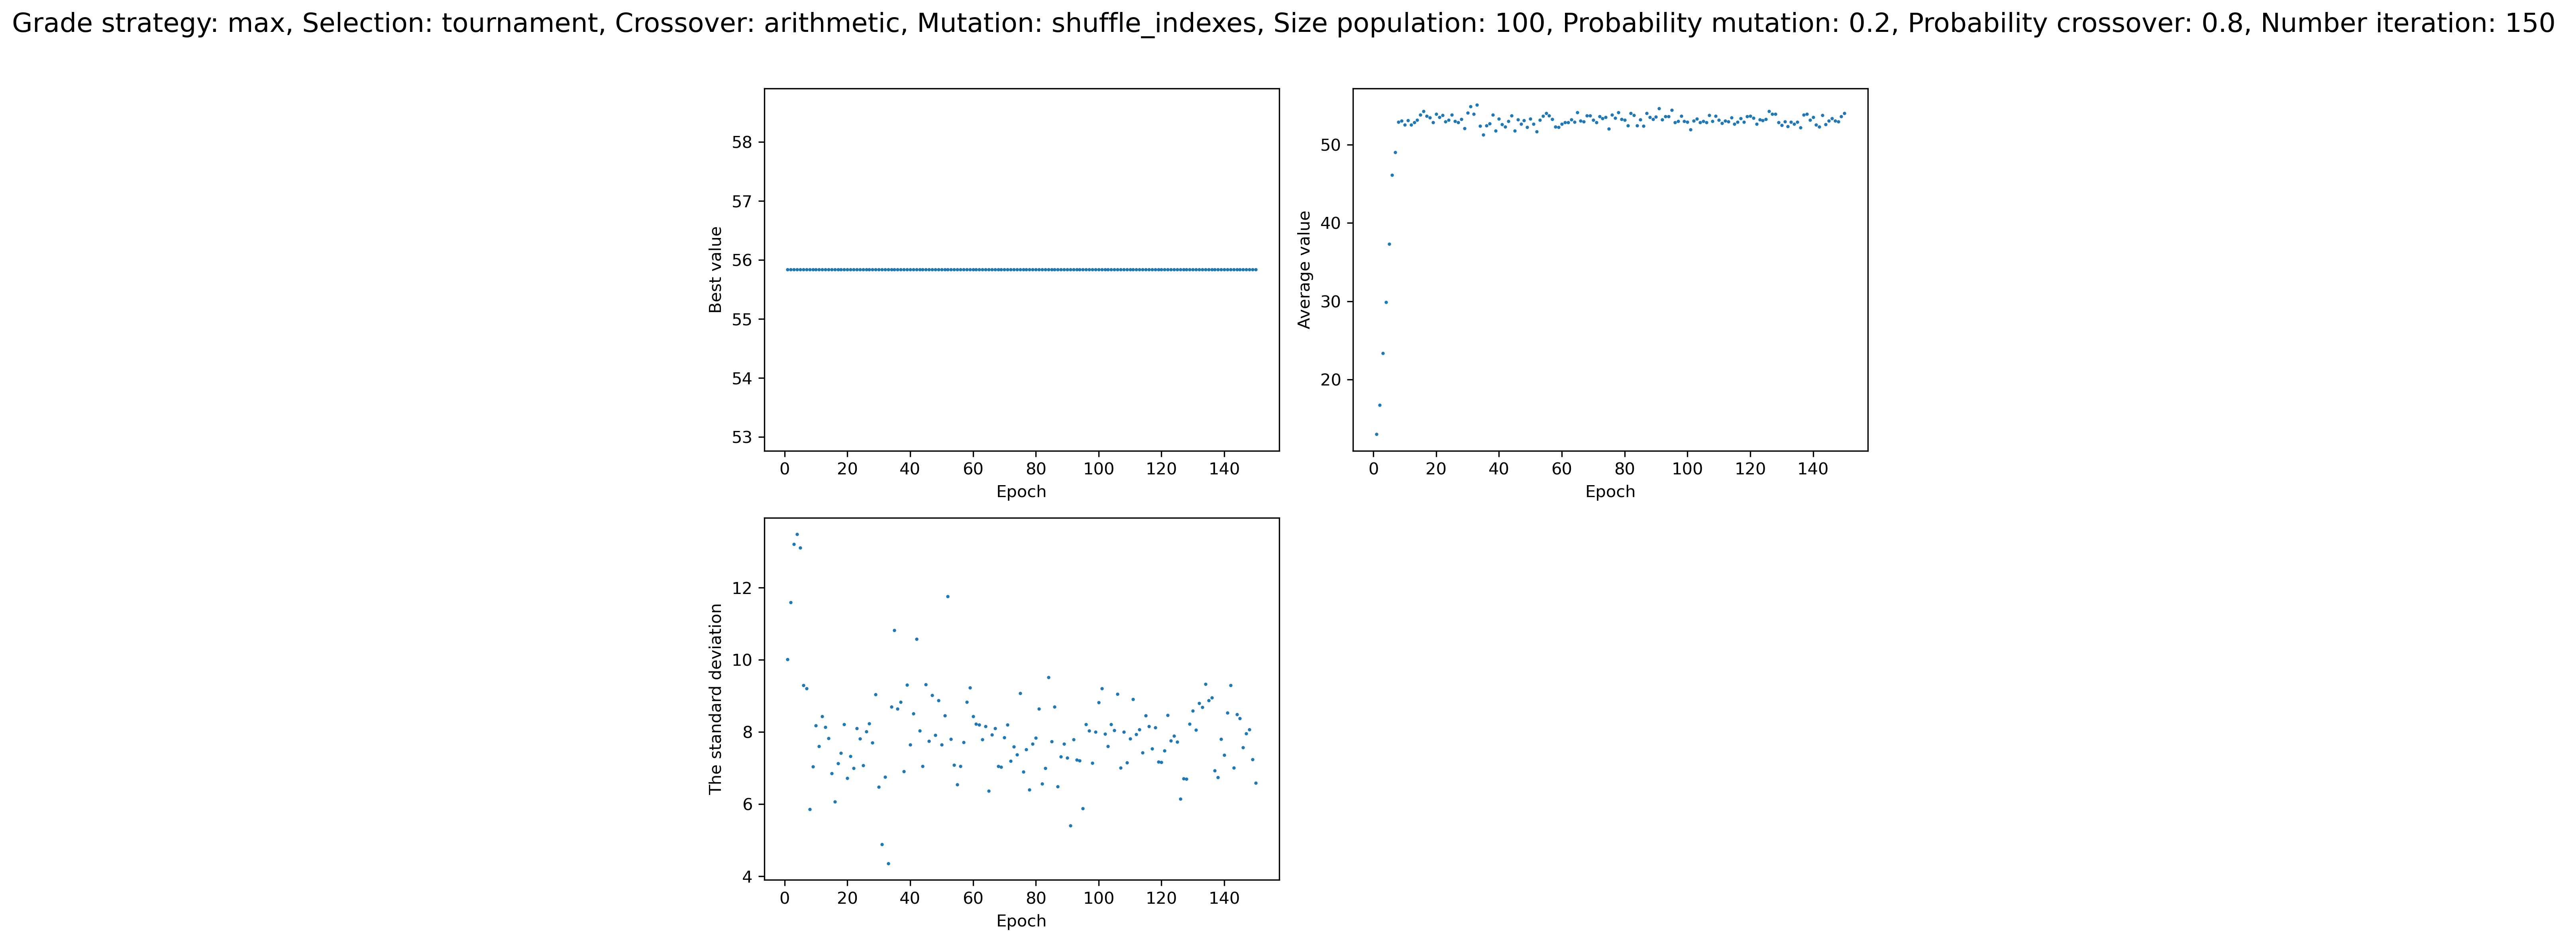 Grade strategy: max, Selection: tournament, Crossover: arithmetic, Mutation: shuffle_indexes, Size population: 100, Probability mutation: 0.2, Probability crossover: 0.8, Number iteration: 150
Best value
58
57
56
55
54
53
0 20 40 60 80 100 120 140
Epoch
Average value
50
40
30
20
0 20 40 60 80 100 120 140
Epoch
The standard deviation
12
10
8
6
4
0 20 40 60 80 100 120 140
Epoch